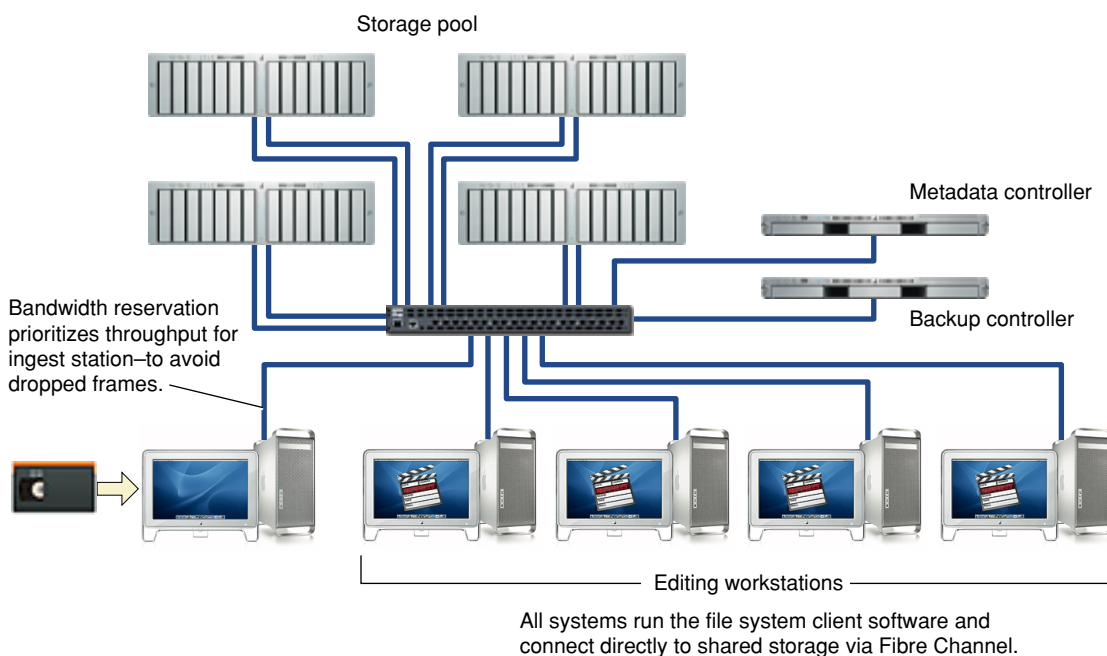 Storage pool
Metadata controller
Backup controller
Bandwidth reservation
prioritizes throughput for
ingest station–to avoid
dropped frames.
Editing workstations
All systems run the file system client software and
connect directly to shared storage via Fibre Channel.